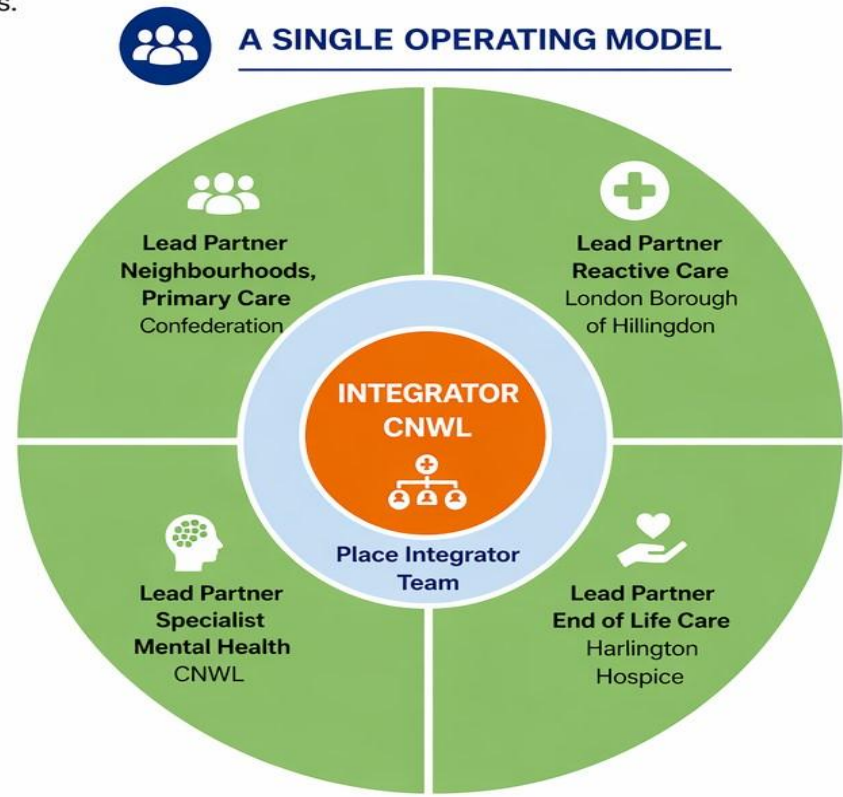 s.
A SINGLE OPERATING MODEL
Lead Partner
Neighbourhoods,
Primary Care
Confederation
Lead Partner
Reactive Care
London Borough
of Hillingdon
INTEGRATOR
CNWL
Place Integrator
Team
Lead Partner
Specialist
Mental Health
CNWL
Lead Partner
End of Life Care
Harlington
Hospice